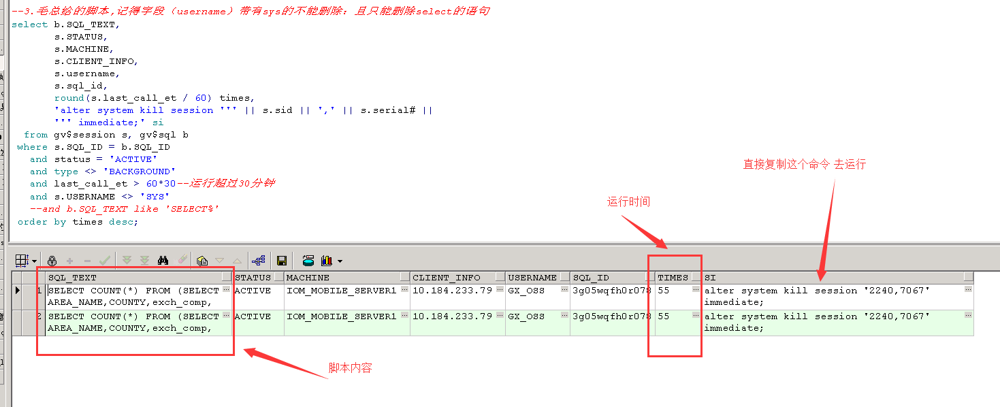 --3.毛总给的脚本,记得字段（username）带有sys的不能删除：且只能删除select的语句
select b.SQL_TEXT,
s.STATUS,
s.MACHINE,
s.CLIENT_INFO,
s.username,
s.sql_id,
round(s.last_call_et / 60) times,
'alter system kill session ''' || s.sid || ',' || s.serial# ||
''' immediate;' si
from gv$session s, gv$sql b
where s.SQL_ID = b.SQL_ID
and status = 'ACTIVE'
and type <> 'BACKGROUND'
and last_call_et > 60*30--运行超过30分钟
and s.USERNAME <> 'SYS'
--and b.SQL_TEXT like 'SELECT%'
order by times desc;
直接复制这个命令 去运行
运行时间
SQL_TEXT STATUS MACHINE CLIENT_INFO USERNAME SQL_ID TIMES SI
1 SELECT COUNT(*) FROM (SELECT ACTIVE IOM_MOBILE_SERVER1 10.184.233.79 GX_OSS 3g05wqfh0r078 55 alter system kill session '2240,7067'
AREA_NAME,COUNTY,exch_comp, immediate;
2 SELECT COUNT(*) FROM (SELECT ACTIVE IOM_MOBILE_SERVER1 10.184.233.79 GX_OSS 3g05wqfh0r078 55 alter system kill session '2240,7067'
AREA_NAME,COUNTY,exch_comp, immediate;
脚本内容